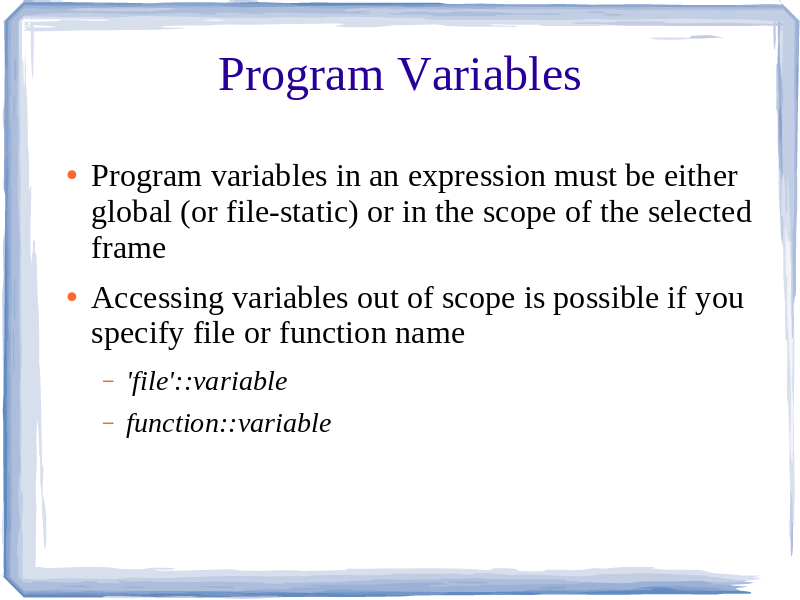 Program Variables
• Program variables in an expression must be either
global (or file-static) or in the scope of the selected
frame
• Accessing variables out of scope is possible if you
specify file or function name
– 'file'::variable
– function::variable